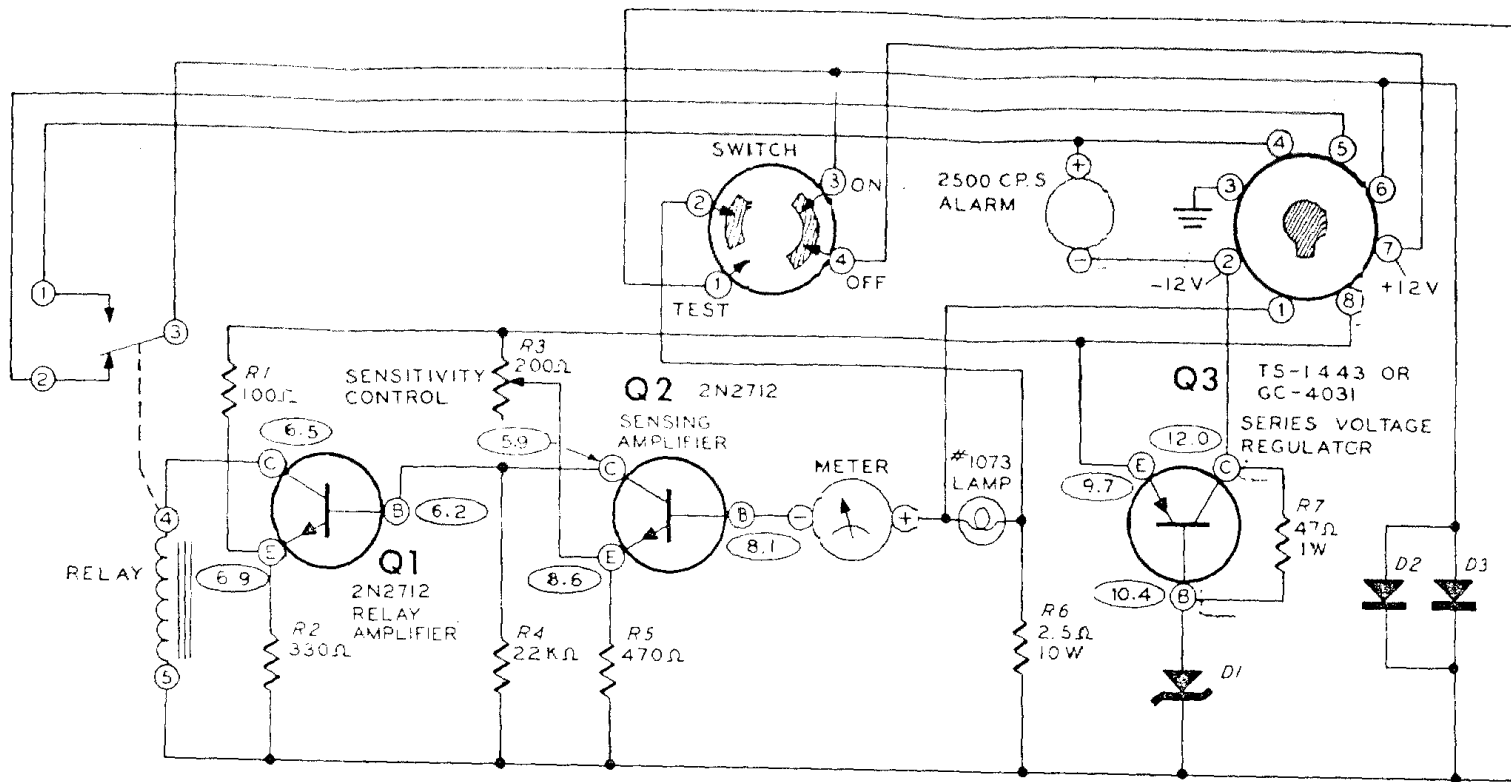 SWITCH
2
3
ON
4
OFF
1
TEST
2500 C.P.S
ALARM
+
−
4
5
3
6
2
7
-12V
+12V
1
8
1
3
2
R1
100Ω
SENSITIVITY
CONTROL
R3
200Ω
Q2 2N2712
SENSING
AMPLIFIER
Q3
TS-1443 OR
GC-4031
SERIES VOLTAGE
REGULATOR
6.5
C
B
6.2
E
6.9
Q1
2N2712
RELAY
AMPLIFIER
5.9
C
B
8.1
E
8.6
METER
−
+
#1073
LAMP
12.0
E
C
9.7
B
10.4
R7
47Ω
1W
4
RELAY
5
R2
330Ω
R4
22KΩ
R5
470Ω
R6
2.5Ω
10W
D1
D2
D3